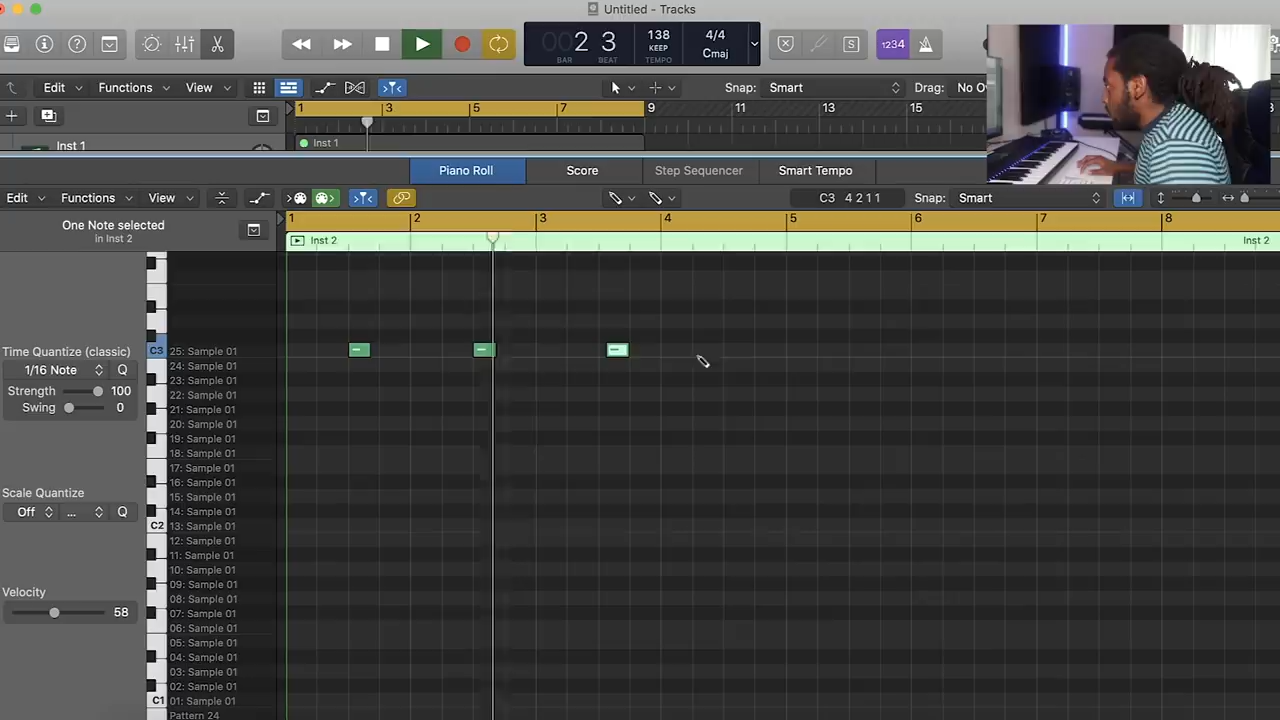 Untitled - Tracks
002 3
BAR BEAT
138
KEEP
TEMPO
4/4
Cmaj
S
1234
Edit Functions View Snap: Smart Drag: No O
1 3 5 7 9 11 13 15
Inst 1
Inst 1
Piano Roll Score Step Sequencer Smart Tempo
Edit Functions View C3 4 2 1 1 Snap: Smart
One Note selected
in Inst 2
1 2 3 4 5 6 7 8
Inst 2 Inst 2
Time Quantize (classic)
1/16 Note Q
Strength 100
Swing 0
Scale Quantize
Off ... Q
Velocity
58
C3 25: Sample 01
24: Sample 01
23: Sample 01
22: Sample 01
21: Sample 01
20: Sample 01
19: Sample 01
18: Sample 01
17: Sample 01
16: Sample 01
15: Sample 01
14: Sample 01
C2 13: Sample 01
12: Sample 01
11: Sample 01
10: Sample 01
09: Sample 01
08: Sample 01
07: Sample 01
06: Sample 01
05: Sample 01
04: Sample 01
03: Sample 01
02: Sample 01
C1 01: Sample 01
Pattern 24